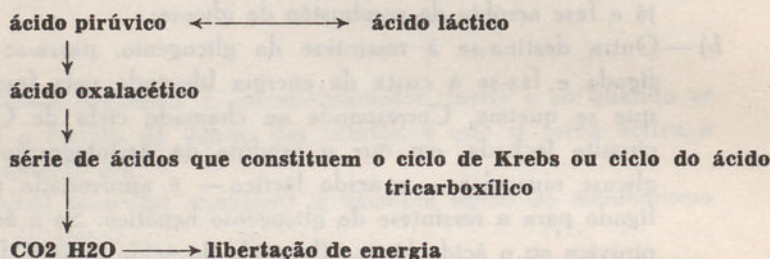 ácido pirúvico ⟷ ácido láctico
↓
ácido oxalacético
↓
série de ácidos que constituem o ciclo de Krebs ou ciclo do ácido
tricarboxílico
↓
CO2 H2O ⟶ libertação de energia